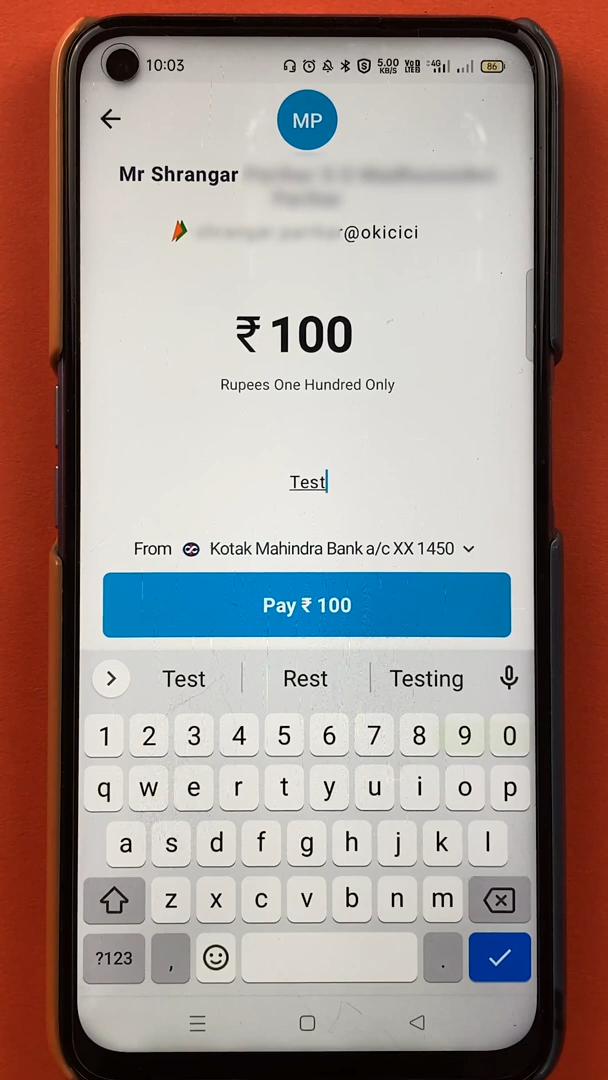 10:03
5.00 KB/S VoD LTE2 4G 86
MP
Mr Shrangar
@okicici
₹100
Rupees One Hundred Only
Test
From Kotak Mahindra Bank a/c XX 1450
Pay ₹ 100
Test Rest Testing
1 2 3 4 5 6 7 8 9 0
q w e r t y u i o p
a s d f g h j k l
z x c v b n m
?123 , .